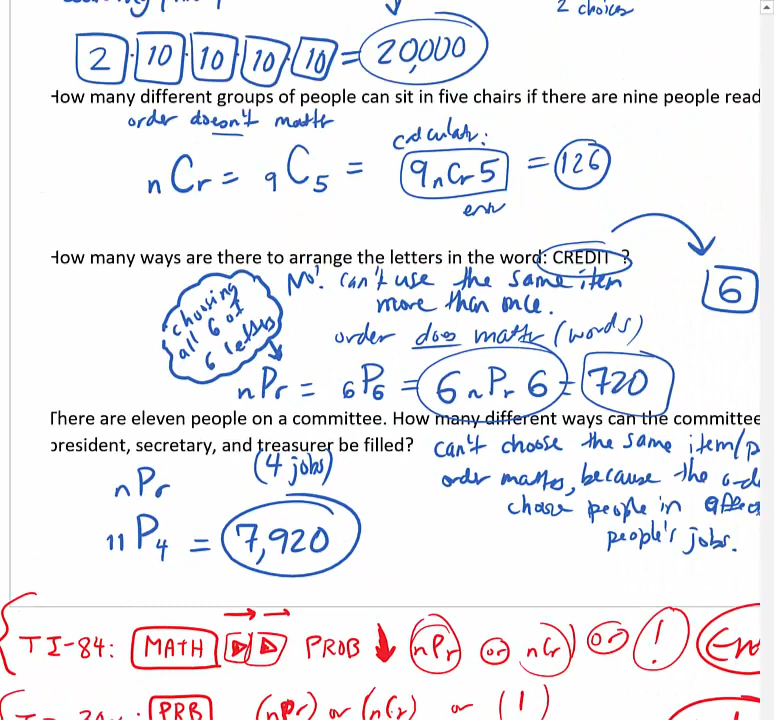 2 choices
2 · 10 · 10 · 10 · 10 = 20,000
How many different groups of people can sit in five chairs if there are nine people read
order doesn't matter
calculator:
nCr = 9C5 = 9 nCr 5 = 126
enter
How many ways are there to arrange the letters in the word: CREDIT ?
6
No! can't use the same item
more than once.
choosing
all 6 of
6 letters
order does matter (words)
nPr = 6P6 = 6 nPr 6 = 720
There are eleven people on a committee. How many different ways can the committee
president, secretary, and treasurer be filled?
can't choose the same item/p
(4 jobs)
nPr
order matters, because the
chose people in
people's jobs.
11P4 = 7,920
TI-84: MATH PROB nPr or nCr or !
PRB (nPr) or (nCr) or (!)